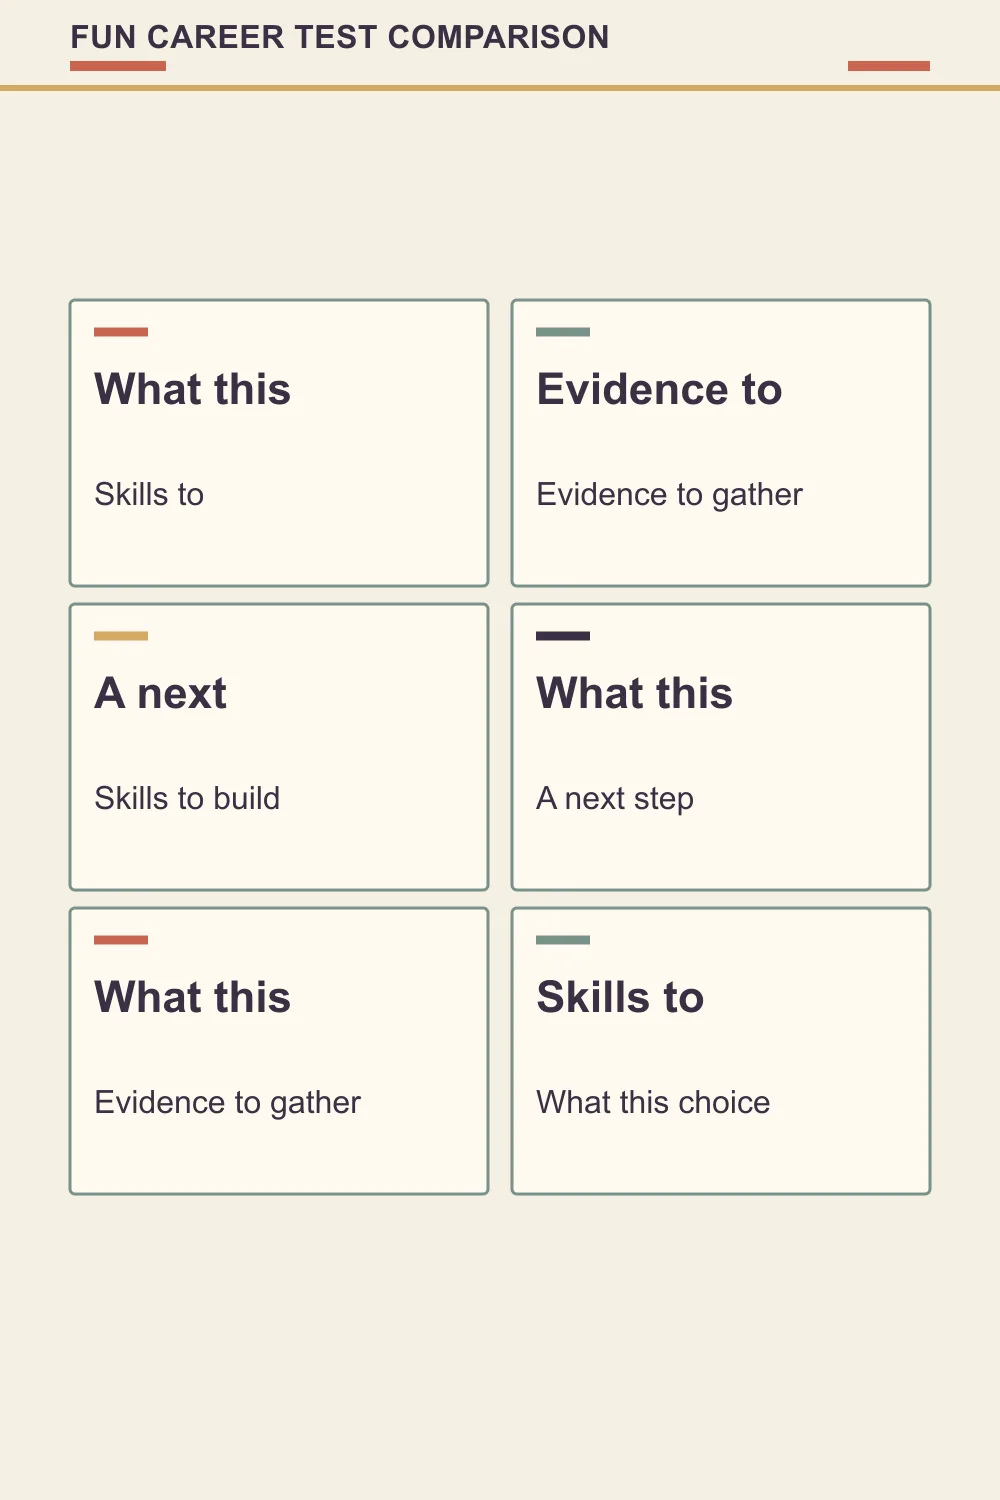 FUN CAREER TEST COMPARISON
What this
Skills to
Evidence to
Evidence to gather
A next
Skills to build
What this
A next step
What this
Evidence to gather
Skills to
What this choice